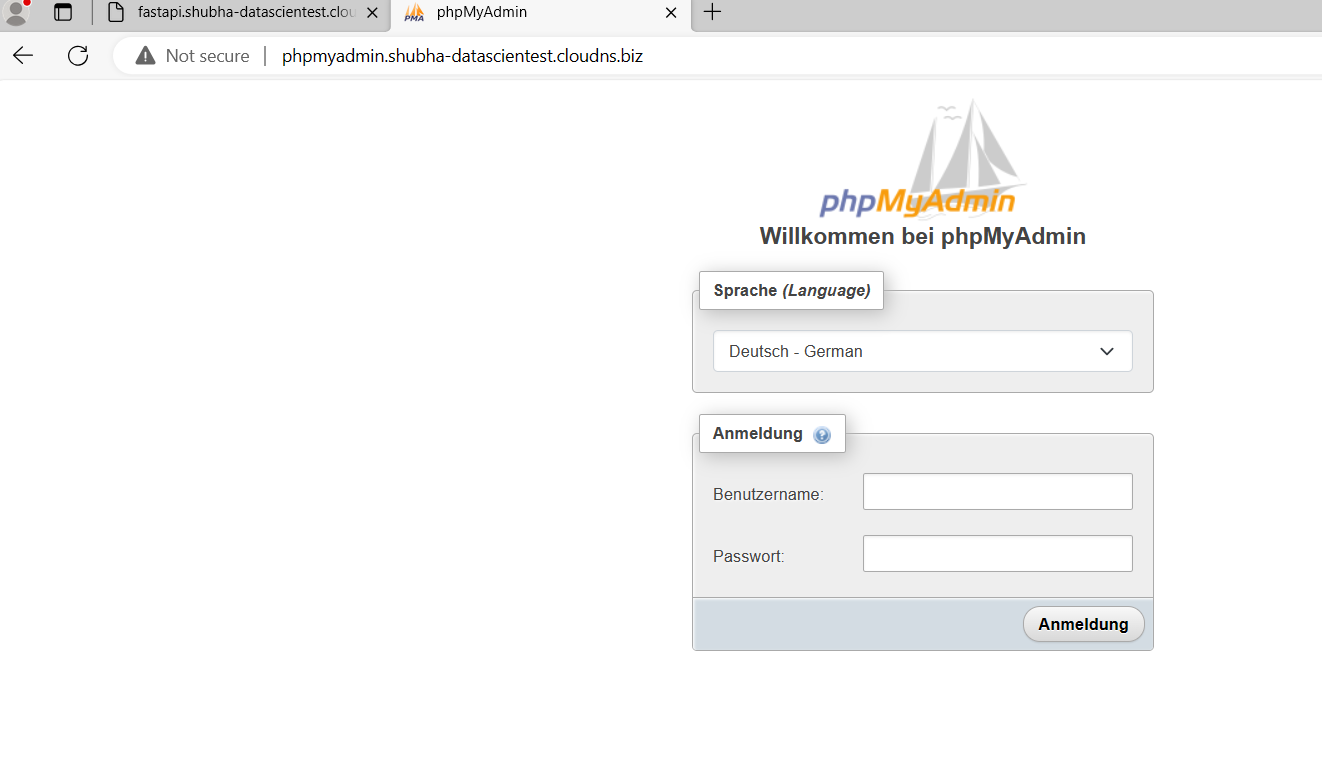 fastapi.shubha-datascientest.clou
phpMyAdmin
Not secure
phpmyadmin.shubha-datascientest.cloudns.biz
phpMyAdmin
Willkommen bei phpMyAdmin
Sprache (Language)
Deutsch - German
Anmeldung
Benutzername:
Passwort:
Anmeldung